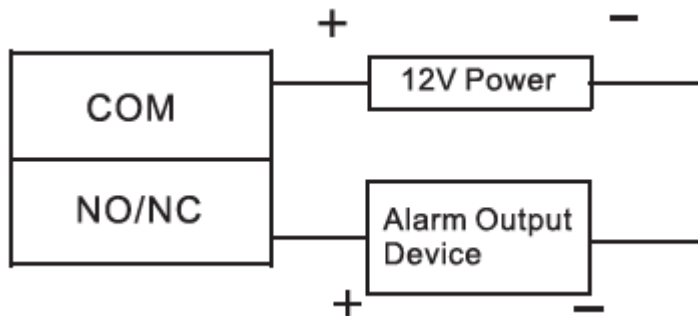 + −
COM
12V Power
NO/NC
Alarm Output
Device
+ −